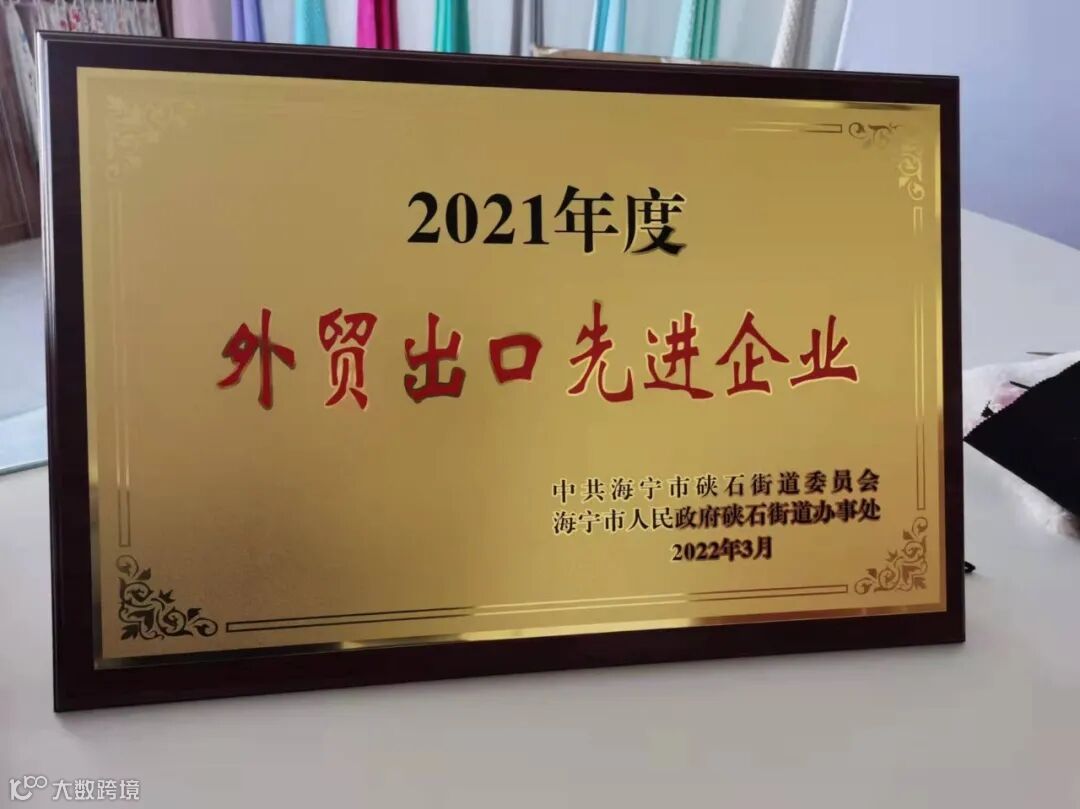 2021年度
外贸出口先进企业
中共海宁市硖石街道委员会
海宁市人民政府硖石街道办事处
2022年3月
大数跨境